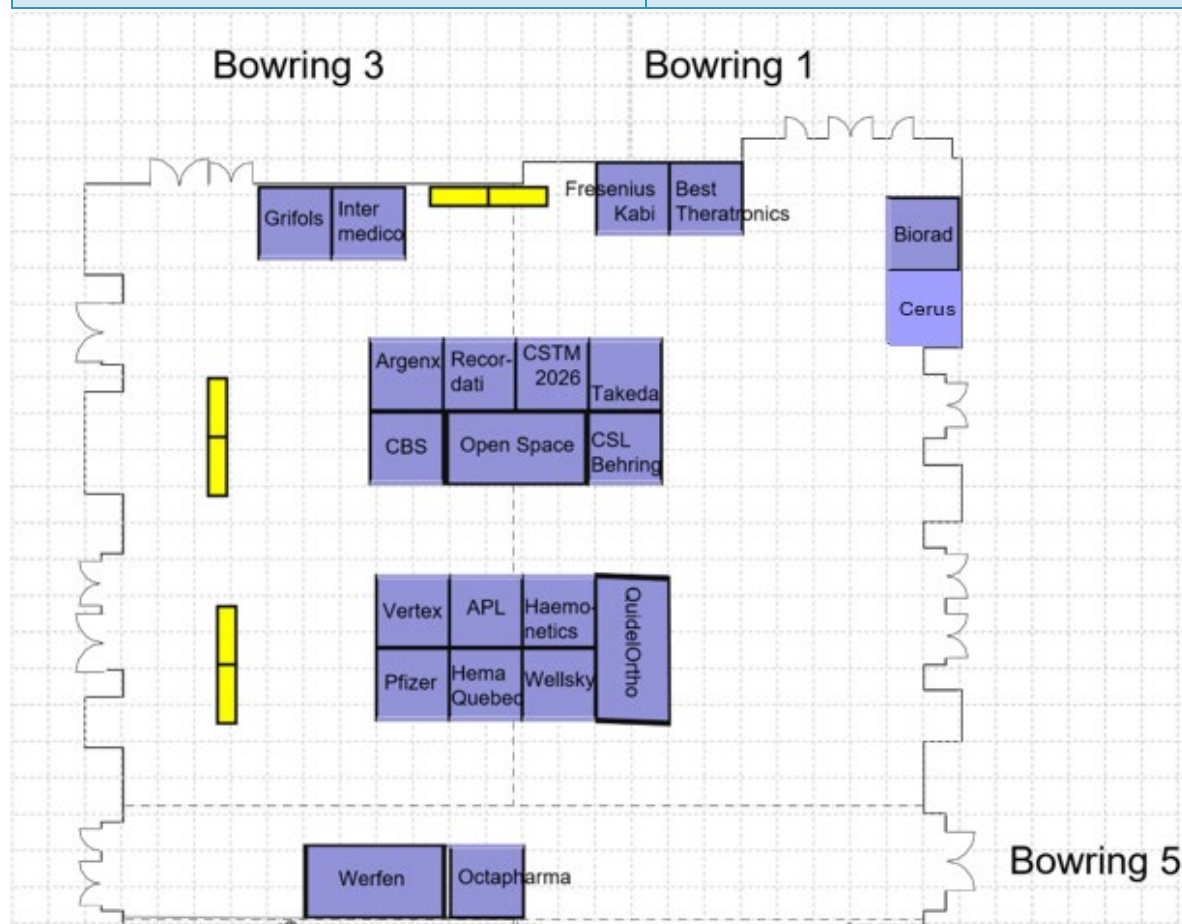 Bowring 3
Bowring 1
Grifols
Inter
medico
Fresenius
Kabi
Best
Theratronics
Biorad
Cerus
Argenx
Recor-
dati
CSTM
2026
Takeda
CBS
Open Space
CSL
Behring
Vertex
APL
Haemo-
netics
QuidelOrtho
Pfizer
Hema
Quebec
Wellsky
Werfen
Octapharma
Bowring 5